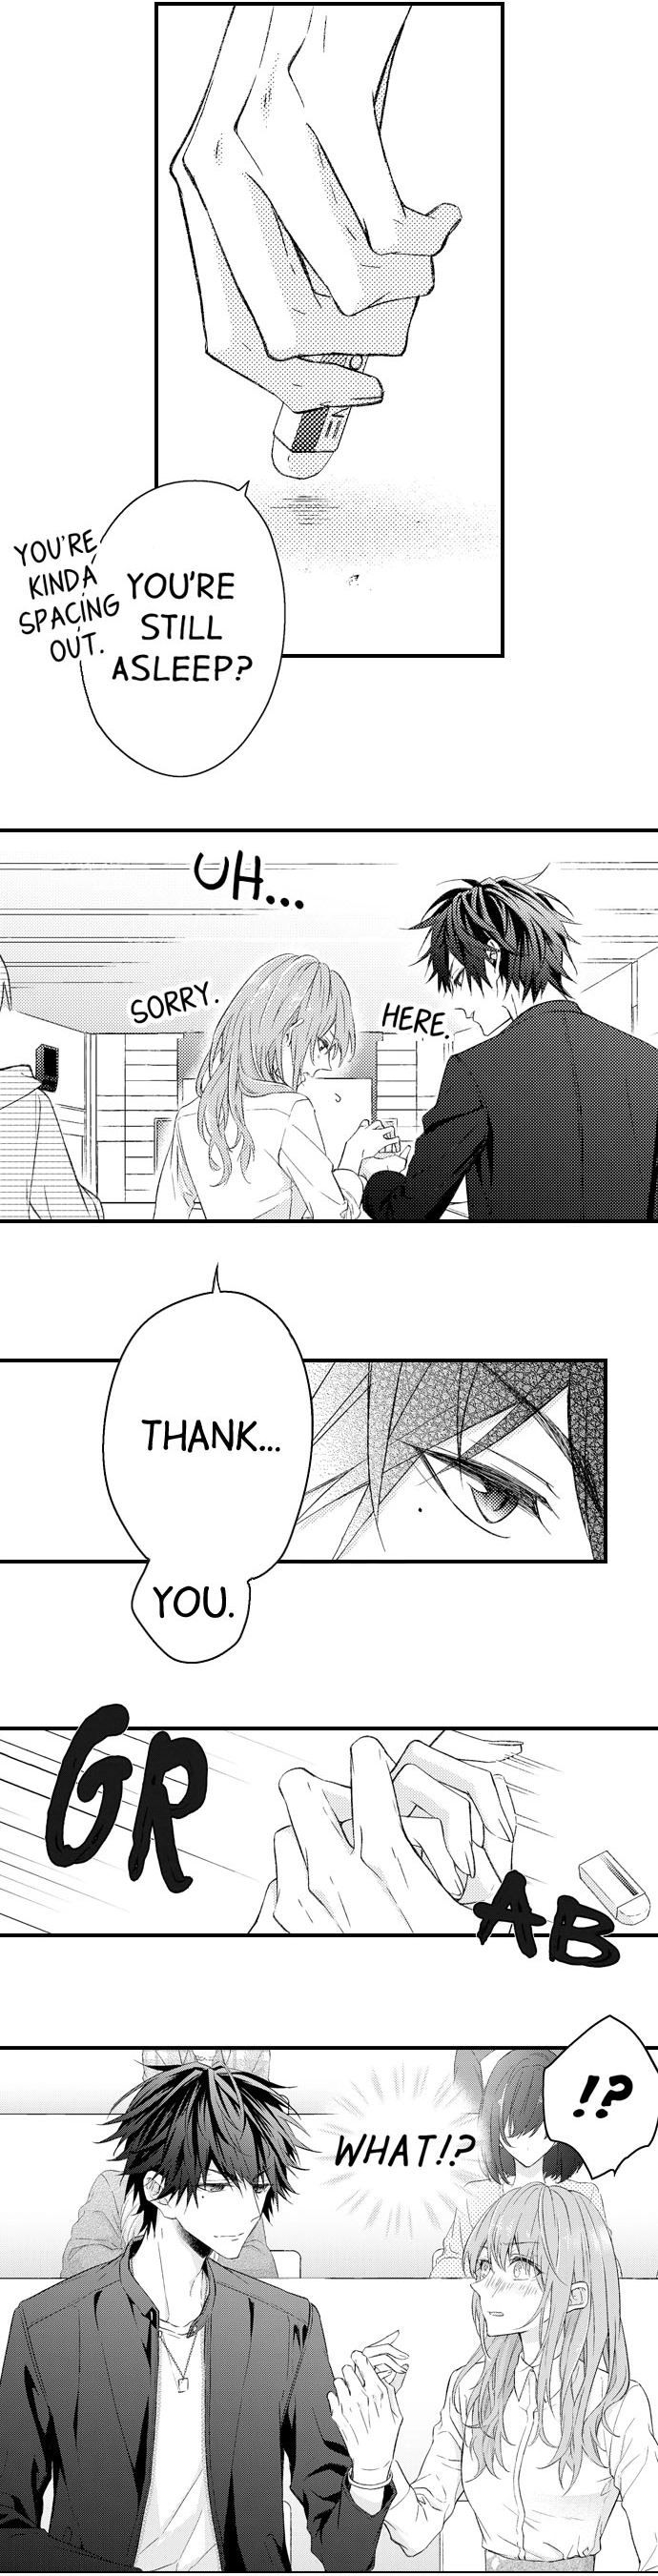 YOU'RE
KINDA
SPACING
OUT.
YOU'RE
STILL
ASLEEP?
UH...
SORRY.
HERE.
THANK...
YOU.
GR
AB
!?
WHAT!?